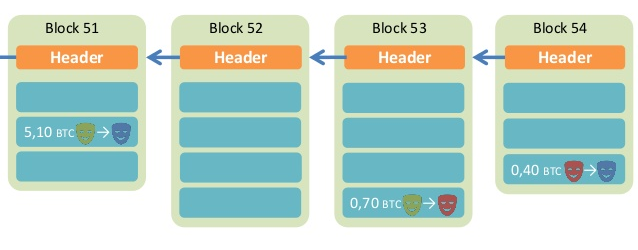 Block 51
Header
5,10 BTC
Block 52
Header
Block 53
Header
0,70 BTC
Block 54
Header
0,40 BTC